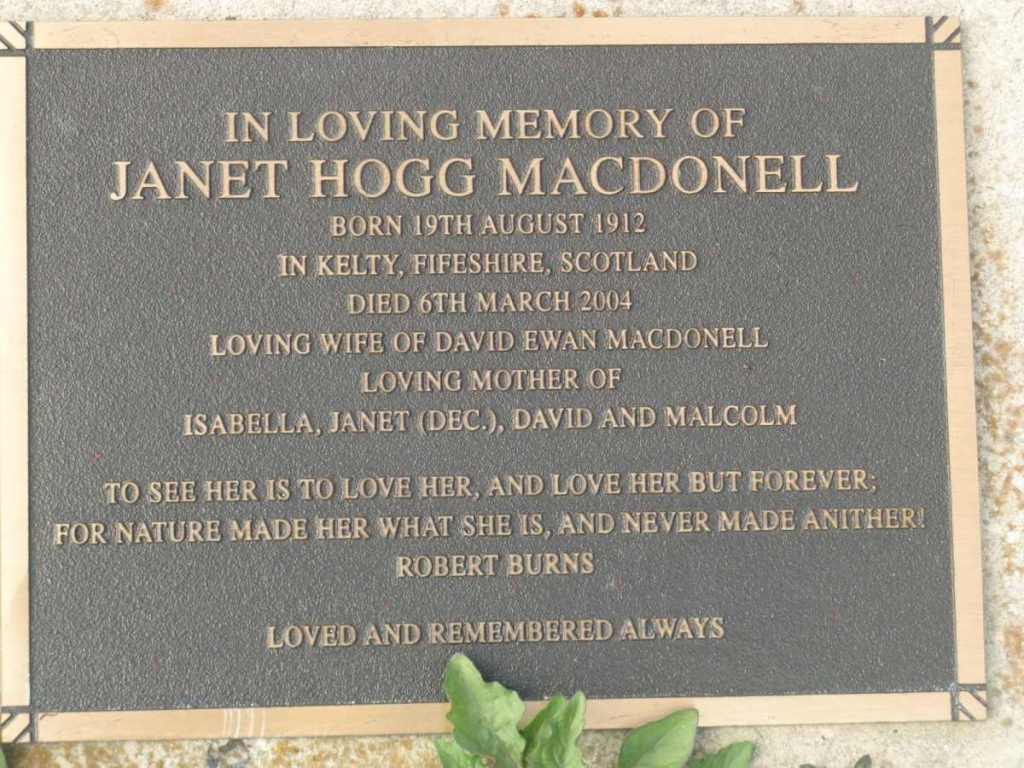 IN LOVING MEMORY OF
JANET HOGG MACDONELL
BORN 19TH AUGUST 1912
IN KELTY, FIFESHIRE, SCOTLAND
DIED 6TH MARCH 2004
LOVING WIFE OF DAVID EWAN MACDONELL
LOVING MOTHER OF
ISABELLA, JANET (DEC.), DAVID AND MALCOLM
TO SEE HER IS TO LOVE HER, AND LOVE HER BUT FOREVER;
FOR NATURE MADE HER WHAT SHE IS, AND NEVER MADE ANITHER!
ROBERT BURNS
LOVED AND REMEMBERED ALWAYS